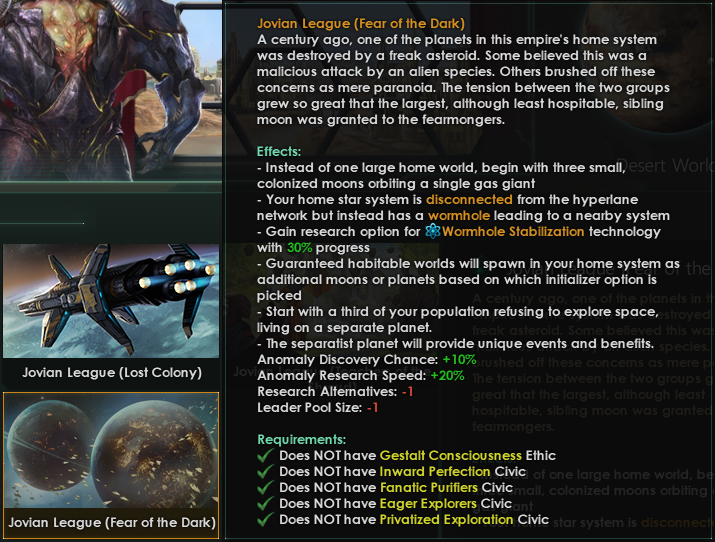 Jovian League (Fear of the Dark)
A century ago, one of the planets in this empire's home system
was destroyed by a freak asteroid. Some believed this was a
malicious attack by an alien species. Others brushed off these
concerns as mere paranoia. The tension between the two groups
grew so great that the largest, although least hospitable, sibling
moon was granted to the fearmongers.
Effects:
- Instead of one large home world, begin with three small,
colonized moons orbiting a single gas giant
- Your home star system is disconnected from the hyperlane
network but instead has a wormhole leading to a nearby system
- Gain research option for Wormhole Stabilization technology
with 30% progress
- Guaranteed habitable worlds will spawn in your home system as
additional moons or planets based on which initializer option is
picked
- Start with a third of your population refusing to explore space,
living on a separate planet.
- The separatist planet will provide unique events and benefits.
Anomaly Discovery Chance: +10%
Anomaly Research Speed: +20%
Research Alternatives: -1
Leader Pool Size: -1
Requirements:
Does NOT have Gestalt Consciousness Ethic
Does NOT have Inward Perfection Civic
Does NOT have Fanatic Purifiers Civic
Does NOT have Eager Explorers Civic
Does NOT have Privatized Exploration Civic
Jovian League (Lost Colony)
Jovian League (Fear of the Dark)
Desert World